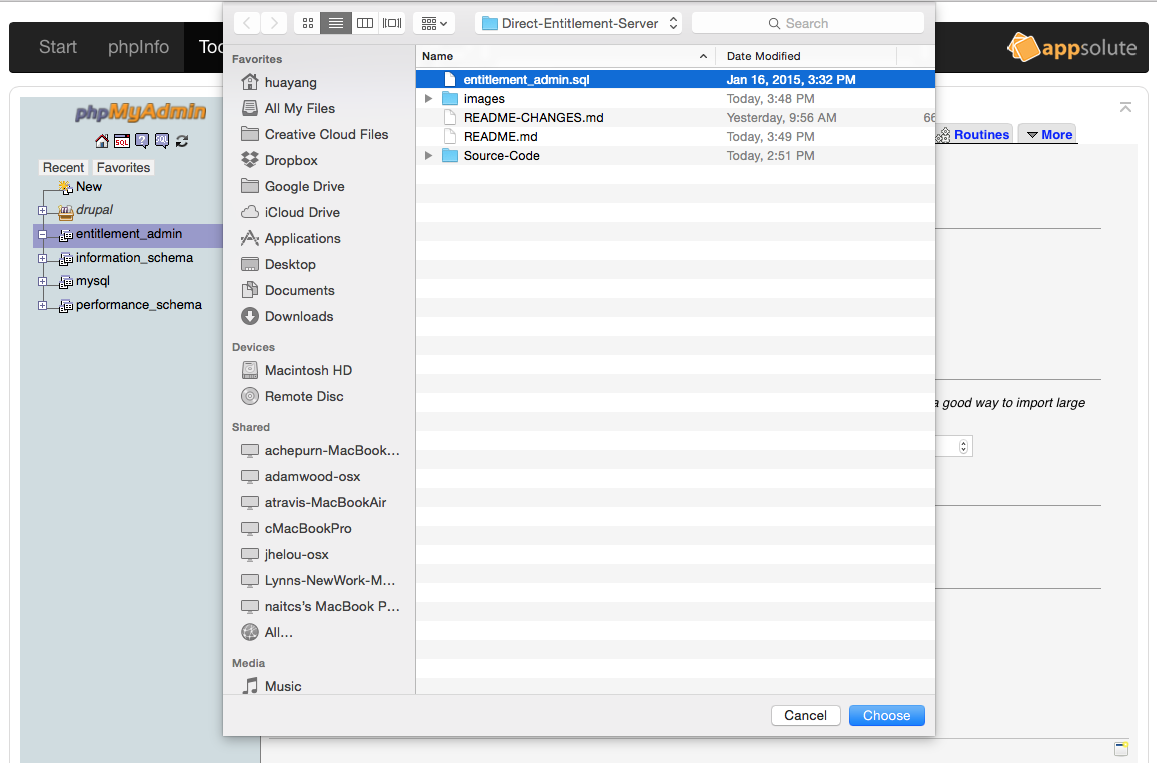 Direct-Entitlement-Server
Search
Start
phpInfo
appsolute
phpMyAdmin
SQL
Recent
Favorites
New
drupal
entitlement_admin
information_schema
mysql
performance_schema
Favorites
huayang
All My Files
Creative Cloud Files
Dropbox
Google Drive
iCloud Drive
Applications
Desktop
Documents
Downloads
Devices
Macintosh HD
Remote Disc
Shared
achepurn-MacBook...
adamwood-osx
atravis-MacBookAir
cMacBookPro
jhelou-osx
Lynns-NewWork-M...
naitcs's MacBook P...
All...
Media
Music
Name Date Modified
entitlement_admin.sql Jan 16, 2015, 3:32 PM
images Today, 3:48 PM
README-CHANGES.md Yesterday, 9:56 AM 66
README.md Today, 3:49 PM
Source-Code Today, 2:51 PM
Routines
More
a good way to import large
Cancel
Choose